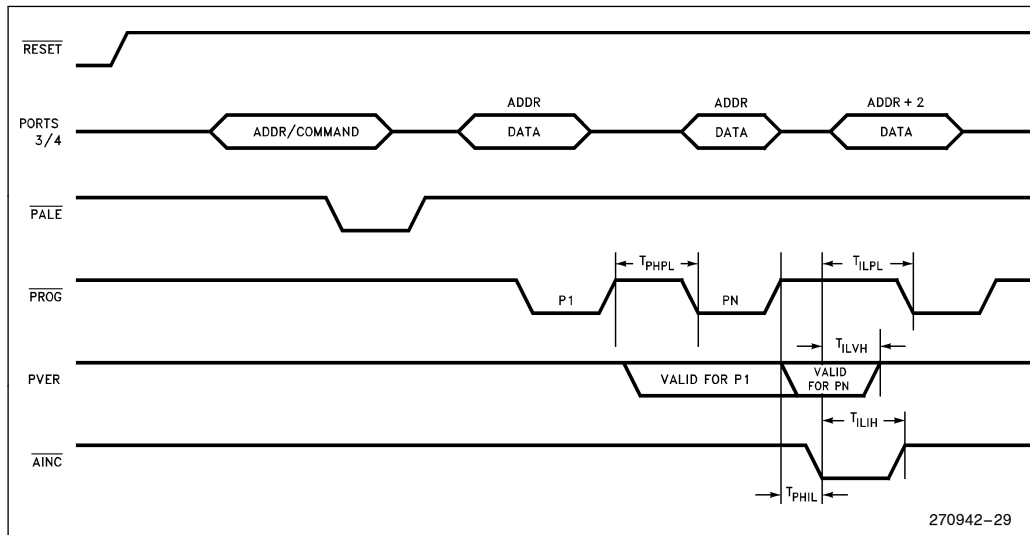 RESET
ADDR
ADDR
ADDR + 2
PORTS
3/4
ADDR/COMMAND
DATA
DATA
DATA
PALE
TPHPL
TILPL
PROG
P1
PN
TILVH
PVER
VALID FOR P1
VALID
FOR PN
TILIH
AINC
TPHIL
270942-29